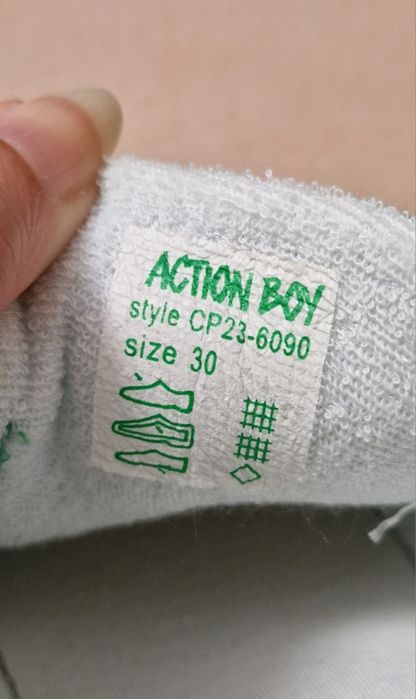 ACTION BOY
style CP23-6090
size 30